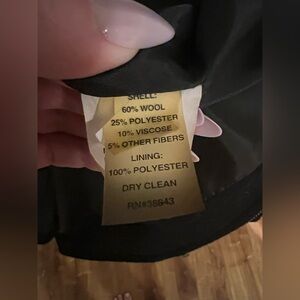 SHELL:
60% WOOL
25% POLYESTER
10% VISCOSE
5% OTHER FIBERS
LINING:
100% POLYESTER
DRY CLEAN